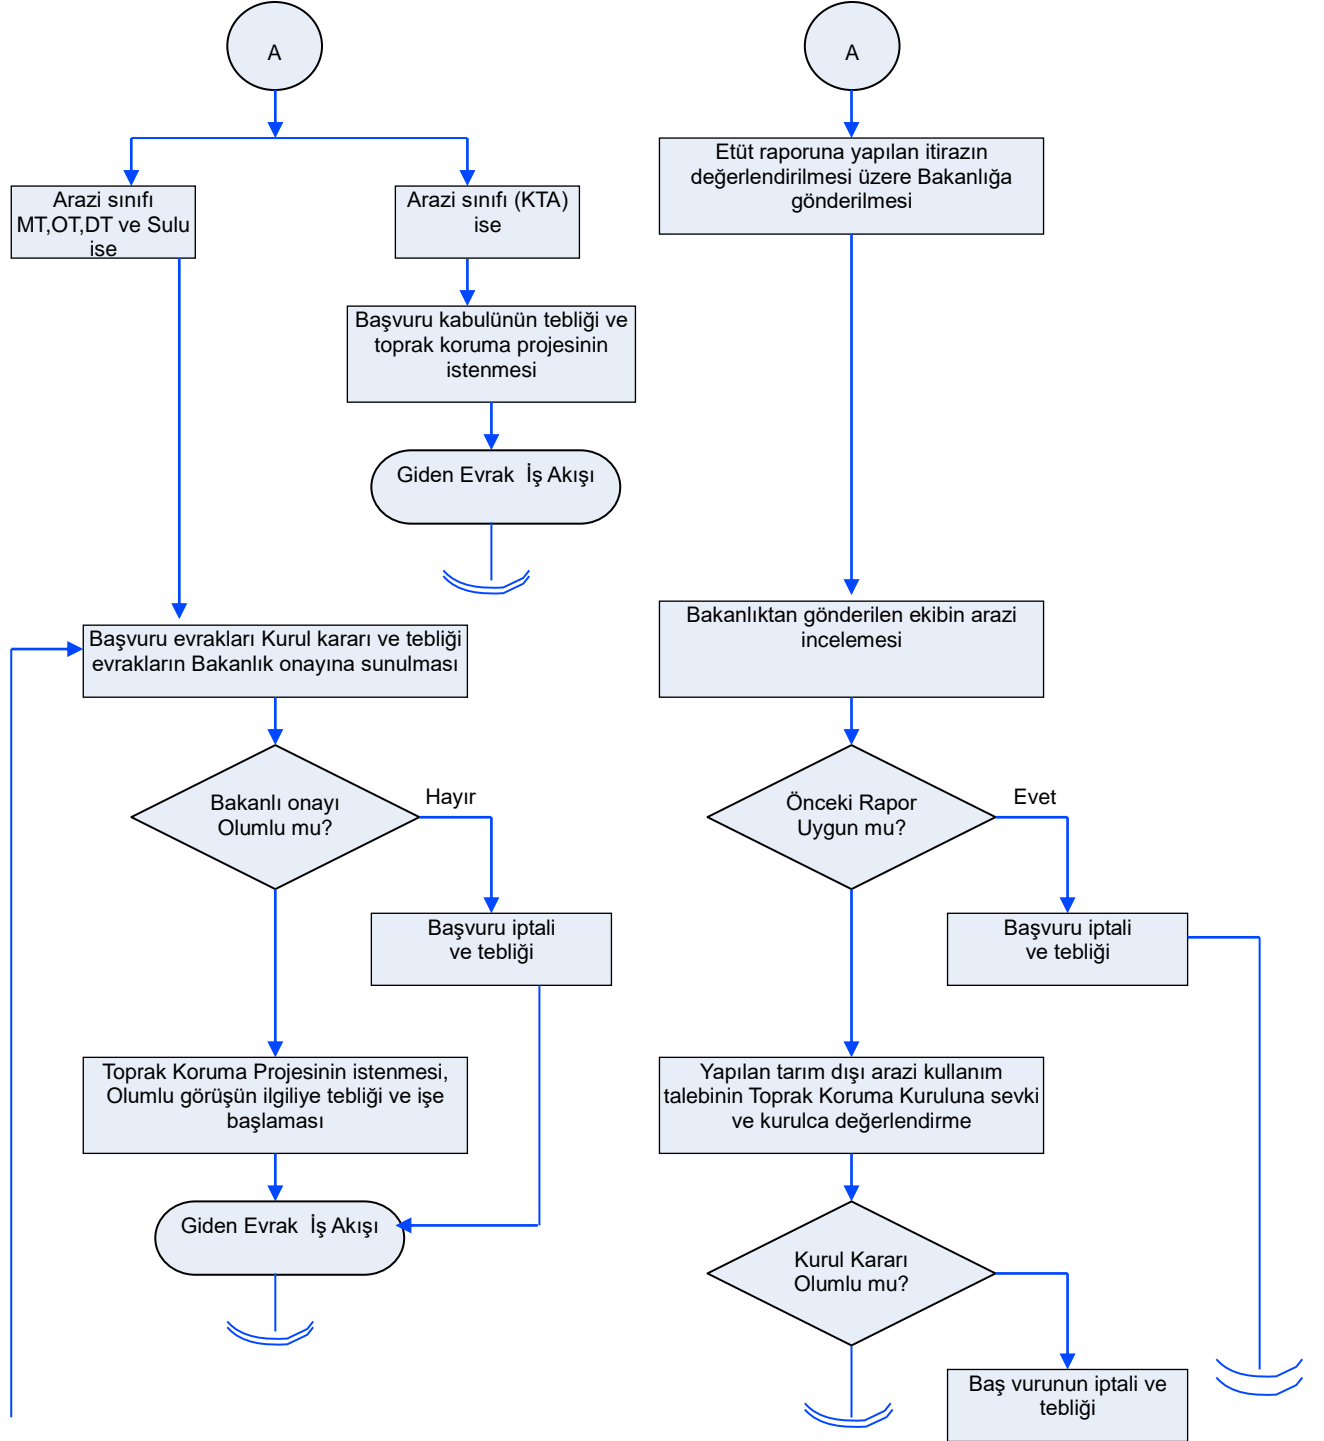 A
Arazi sınıfı
MT,OT,DT ve Sulu
ise
Arazi sınıfı (KTA)
ise
Başvuru kabulünün tebliği ve
toprak koruma projesinin
istenmesi
Giden Evrak  İş Akışı
Başvuru evrakları Kurul kararı ve tebliği
evrakların Bakanlık onayına sunulması
Bakanlı onayı
Olumlu mu?
Hayır
Başvuru iptali
ve tebliği
Toprak Koruma Projesinin istenmesi,
Olumlu görüşün ilgiliye tebliği ve işe
başlaması
Giden Evrak  İş Akışı
A
Etüt raporuna yapılan itirazın
değerlendirilmesi üzere Bakanlığa
gönderilmesi
Bakanlıktan gönderilen ekibin arazi
incelemesi
Önceki Rapor
Uygun mu?
Evet
Başvuru iptali
ve tebliği
Yapılan tarım dışı arazi kullanım
talebinin Toprak Koruma Kuruluna sevki
ve kurulca değerlendirme
Kurul Kararı
Olumlu mu?
Baş vurunun iptali ve
tebliği